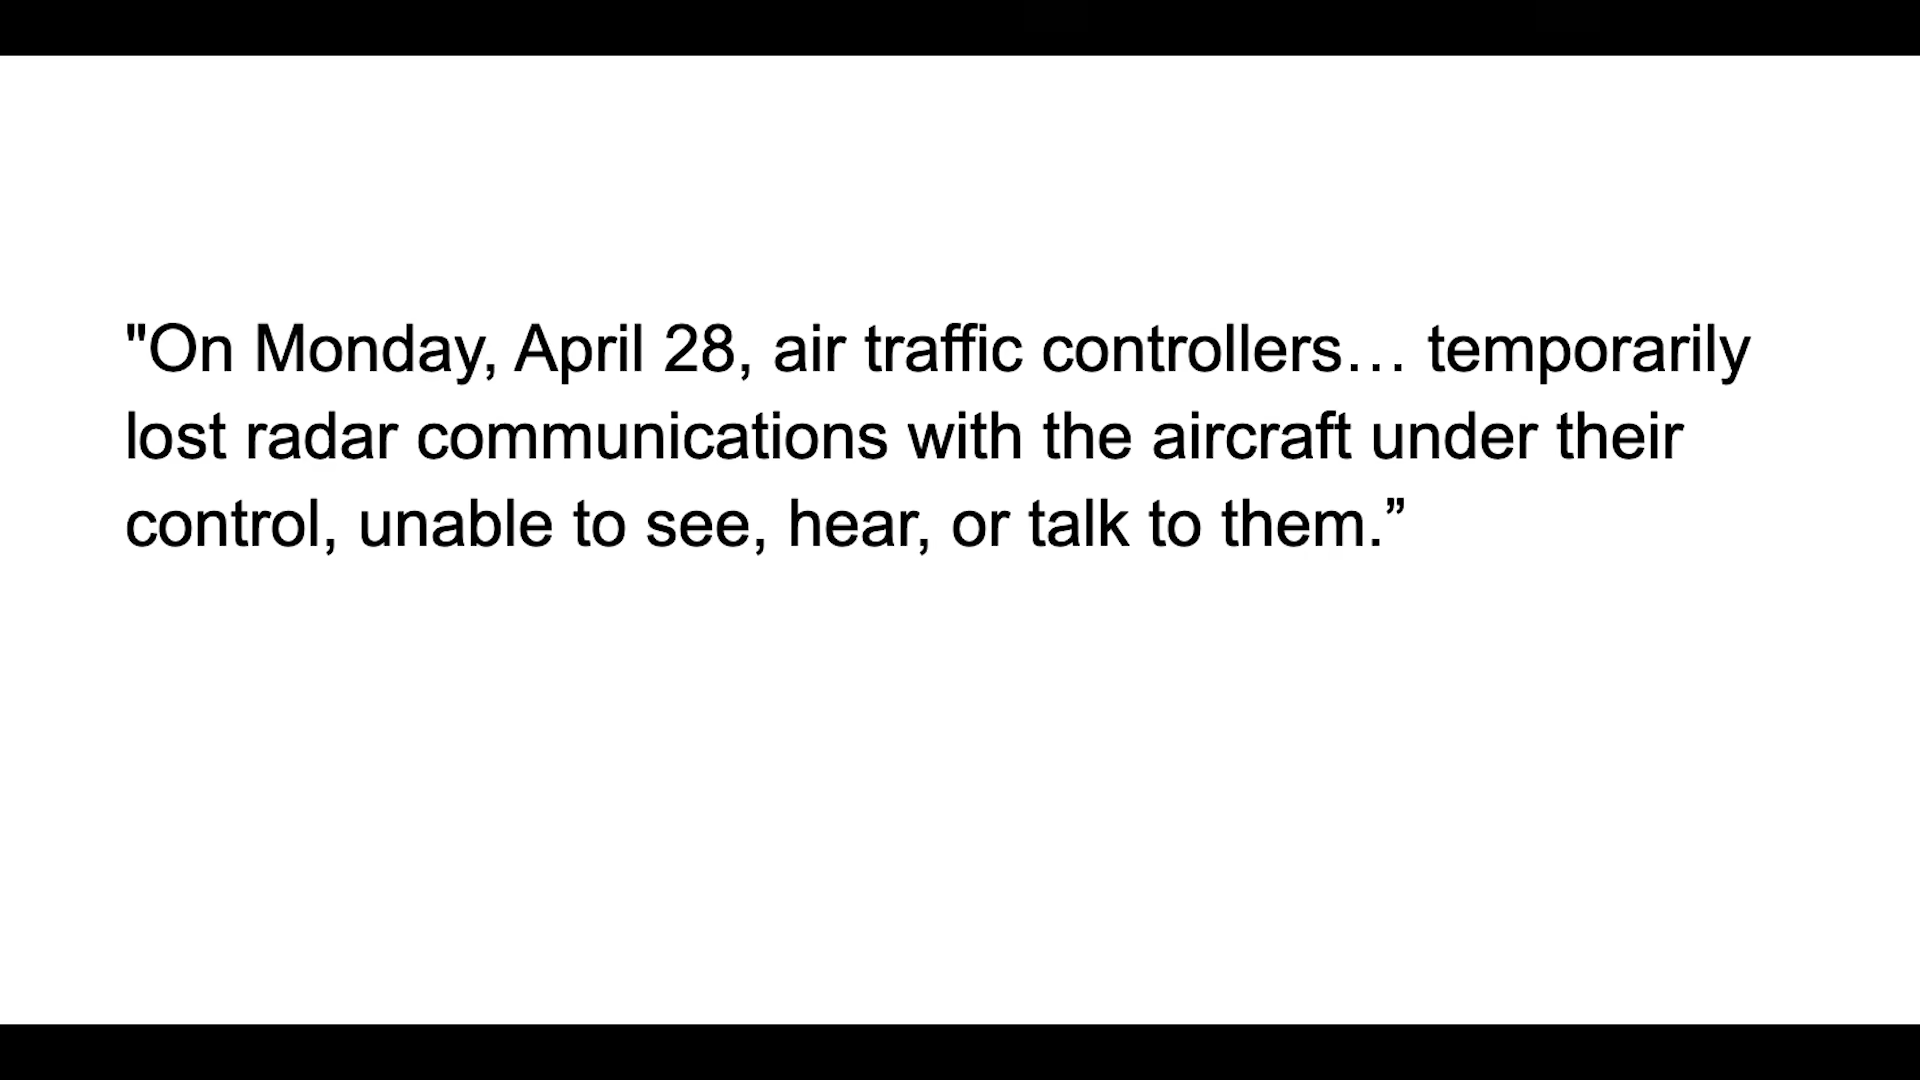 "On Monday, April 28, air traffic controllers… temporarily
lost radar communications with the aircraft under their
control, unable to see, hear, or talk to them.”